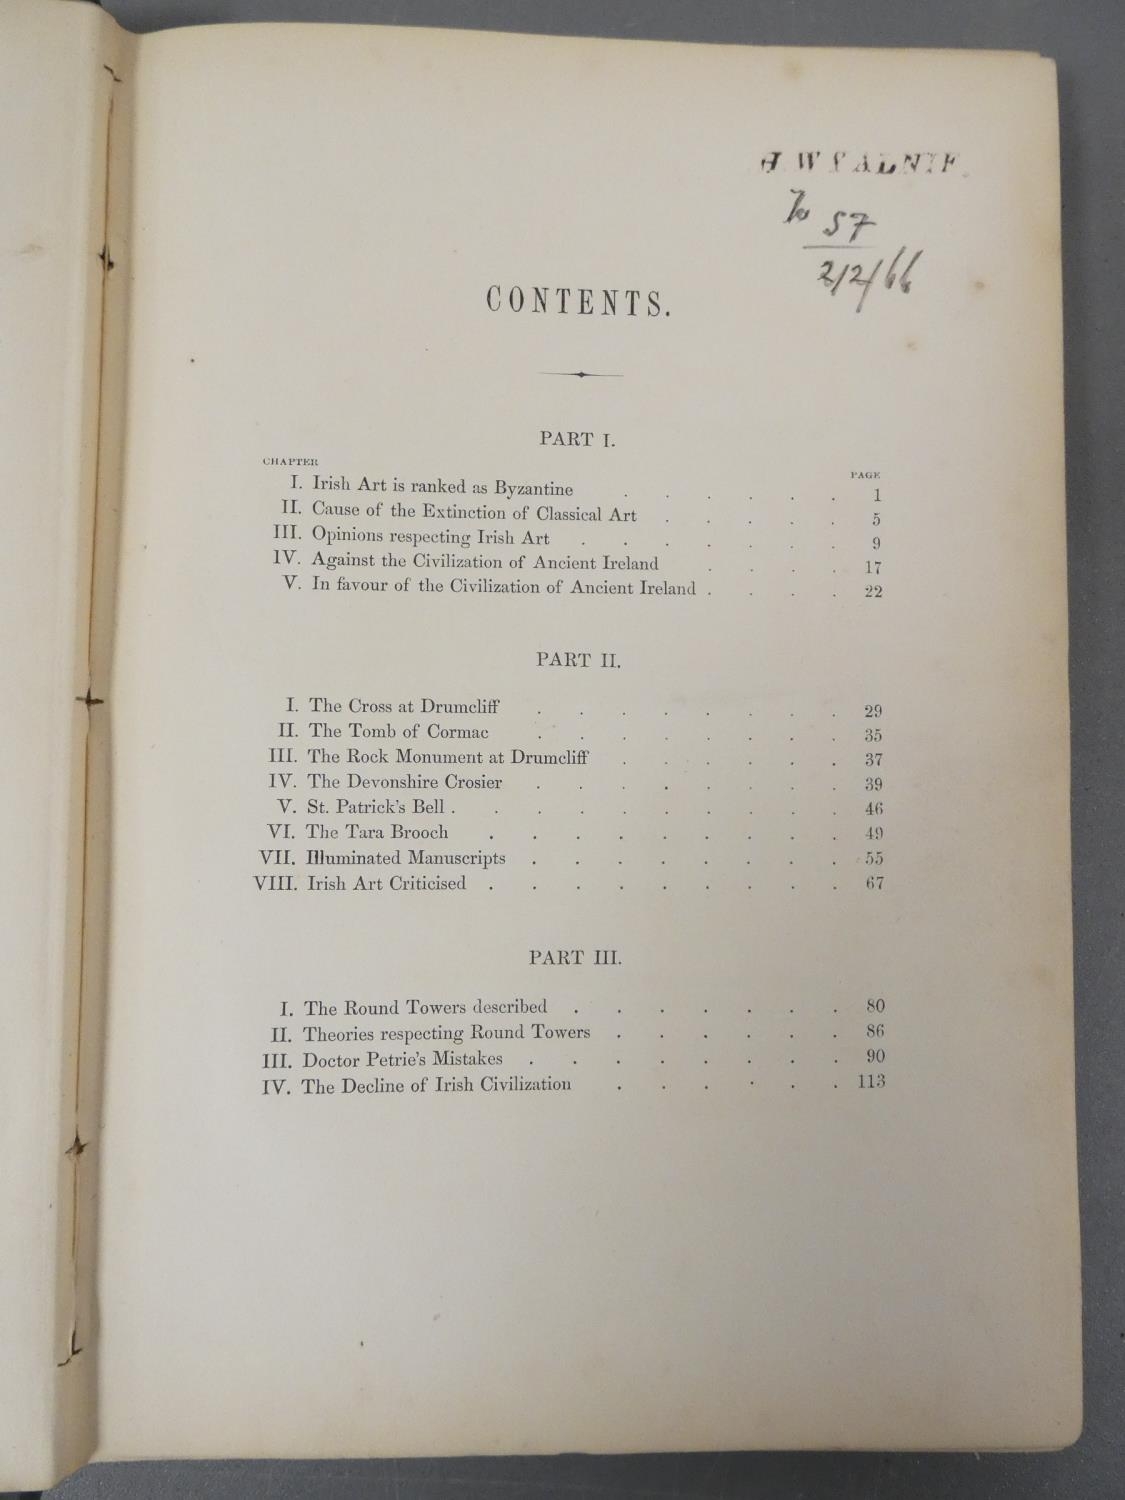 57
2/2/66
CONTENTS.
PART I.
CHAPTER PAGE
I. Irish Art is ranked as Byzantine . . . . . . 1
II. Cause of the Extinction of Classical Art . . . . . 5
III. Opinions respecting Irish Art . . . . . . . 9
IV. Against the Civilization of Ancient Ireland . . . . 17
V. In favour of the Civilization of Ancient Ireland . . . . 22
PART II.
I. The Cross at Drumcliff . . . . . . . . 29
II. The Tomb of Cormac . . . . . . . . 35
III. The Rock Monument at Drumcliff . . . . . . 37
IV. The Devonshire Crosier . . . . . . . . 39
V. St. Patrick's Bell . . . . . . . . . . 46
VI. The Tara Brooch . . . . . . . . . 49
VII. Illuminated Manuscripts . . . . . . . . 55
VIII. Irish Art Criticised . . . . . . . . . 67
PART III.
I. The Round Towers described . . . . . . . 80
II. Theories respecting Round Towers . . . . . . 86
III. Doctor Petrie's Mistakes . . . . . . . . 90
IV. The Decline of Irish Civilization . . . . . . 113